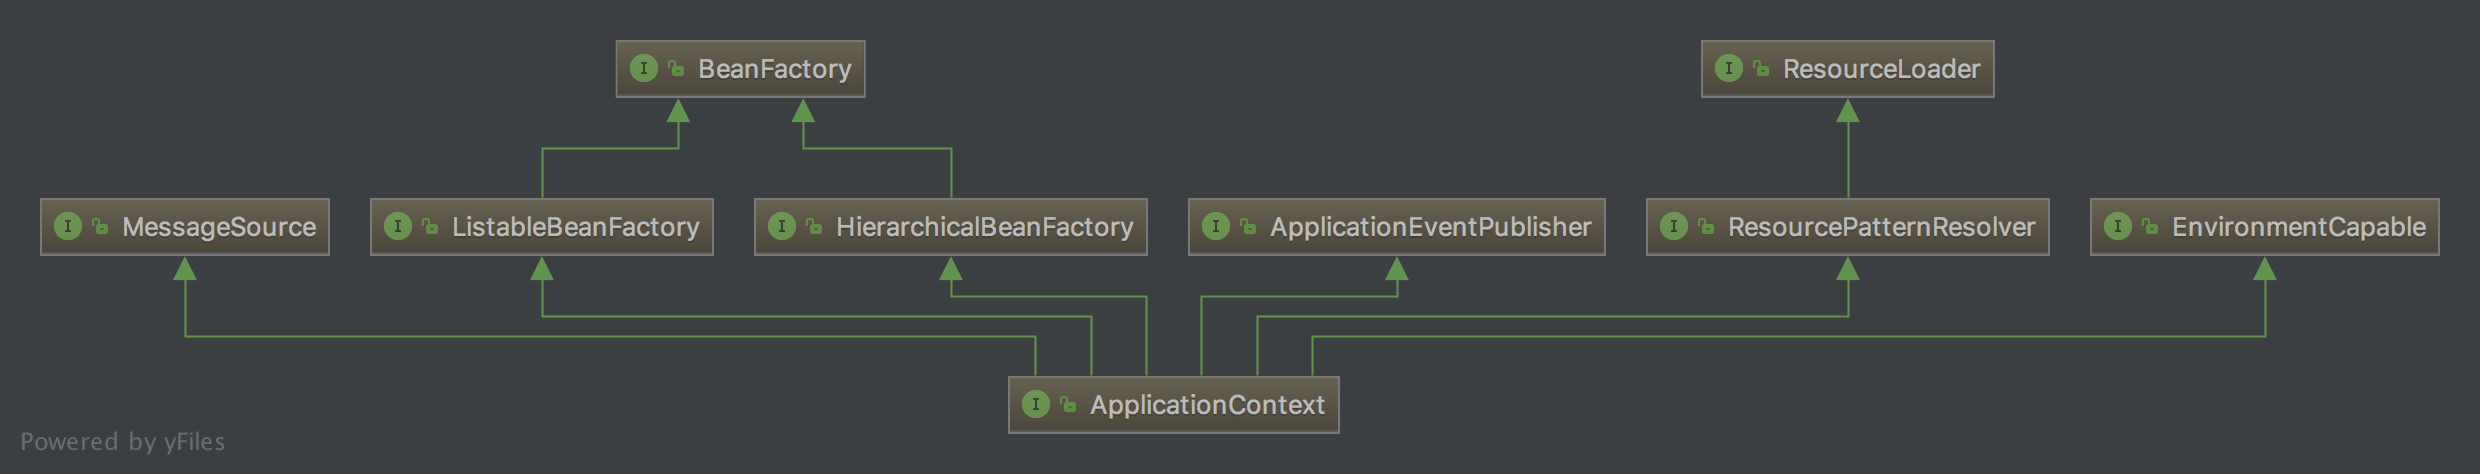 BeanFactory
ResourceLoader
MessageSource
ListableBeanFactory
HierarchicalBeanFactory
ApplicationEventPublisher
ResourcePatternResolver
EnvironmentCapable
ApplicationContext
Powered by yFiles